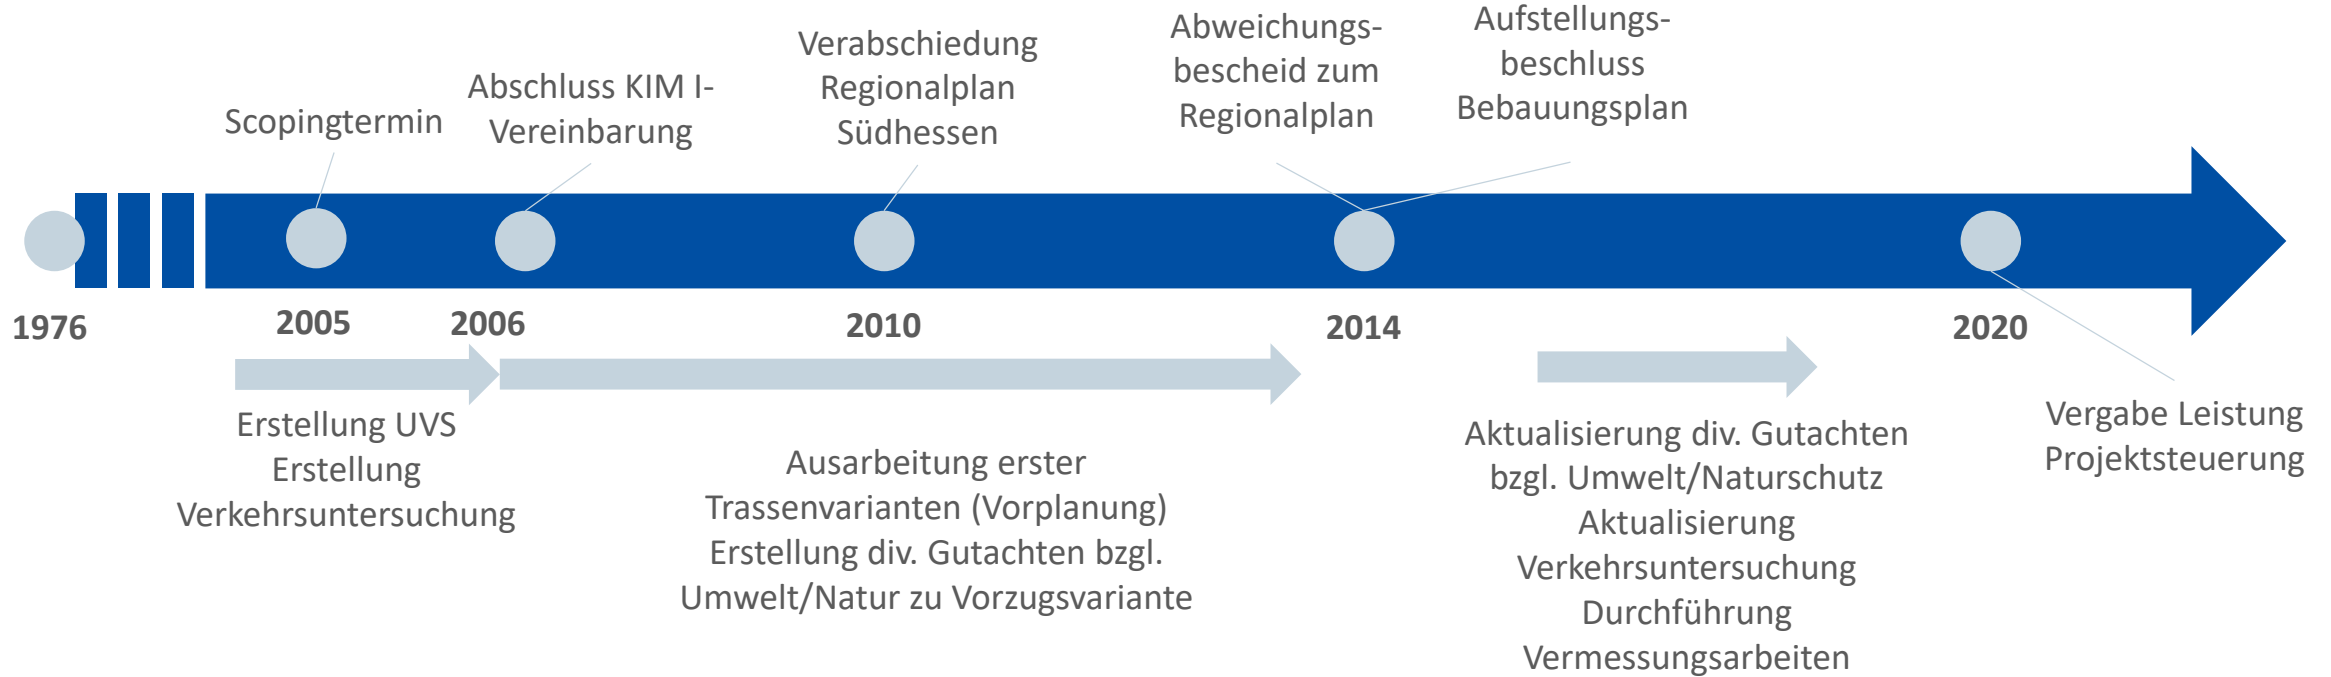 Scopingtermin
Abschluss KIM I-
Vereinbarung
Verabschiedung
Regionalplan
Südhessen
Abweichungs-
bescheid zum
Regionalplan
Aufstellungs-
beschluss
Bebauungsplan
1976
2005
2006
2010
2014
2020
Erstellung UVS
Erstellung
Verkehrsuntersuchung
Ausarbeitung erster
Trassenvarianten (Vorplanung)
Erstellung div. Gutachten bzgl.
Umwelt/Natur zu Vorzugsvariante
Aktualisierung div. Gutachten
bzgl. Umwelt/Naturschutz
Aktualisierung
Verkehrsuntersuchung
Durchführung
Vermessungsarbeiten
Vergabe Leistung
Projektsteuerung